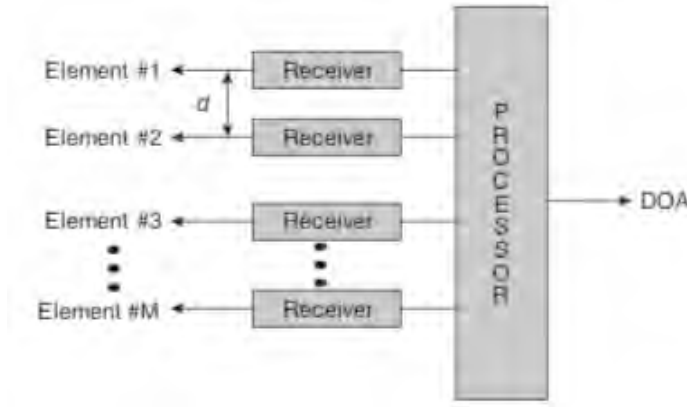 Element #1
Receiver
d
Element #2
Receiver
PROCESSOR
DOA
Element #3
Receiver
Element #M
Receiver